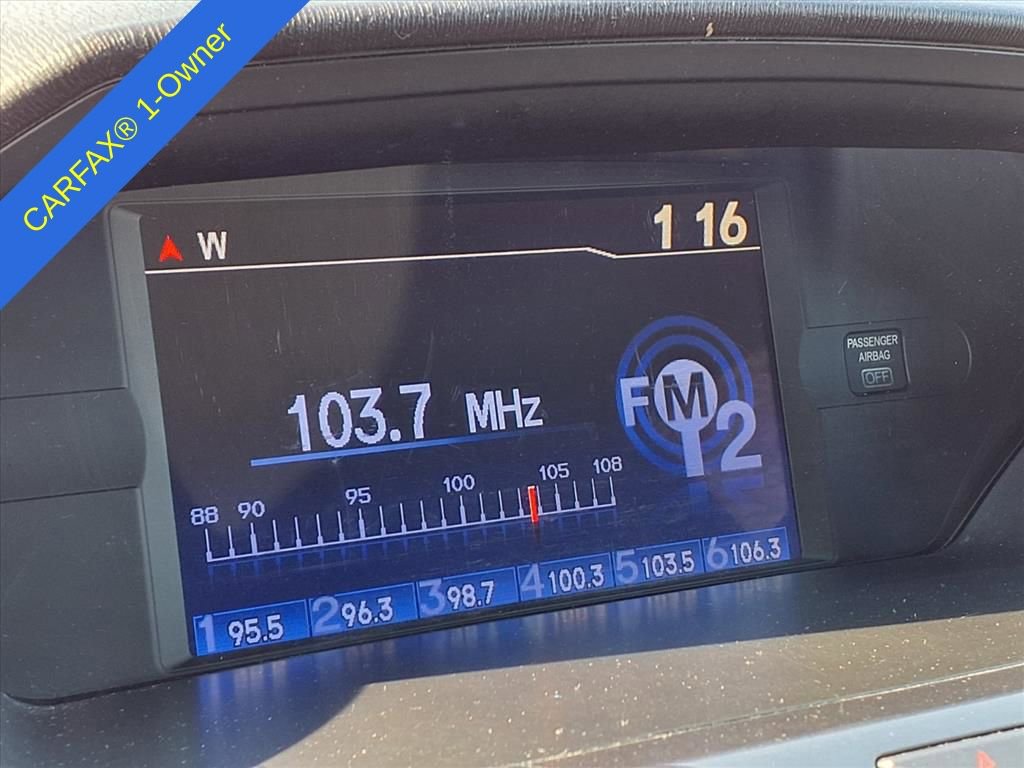 CARFAX® 1-Owner
W
1 16
PASSENGER
AIRBAG
OFF
103.7 MHz
FM
2
88 90 95 100 105 108
1 95.5 2 96.3 3 98.7 4 100.3 5 103.5 6 106.3